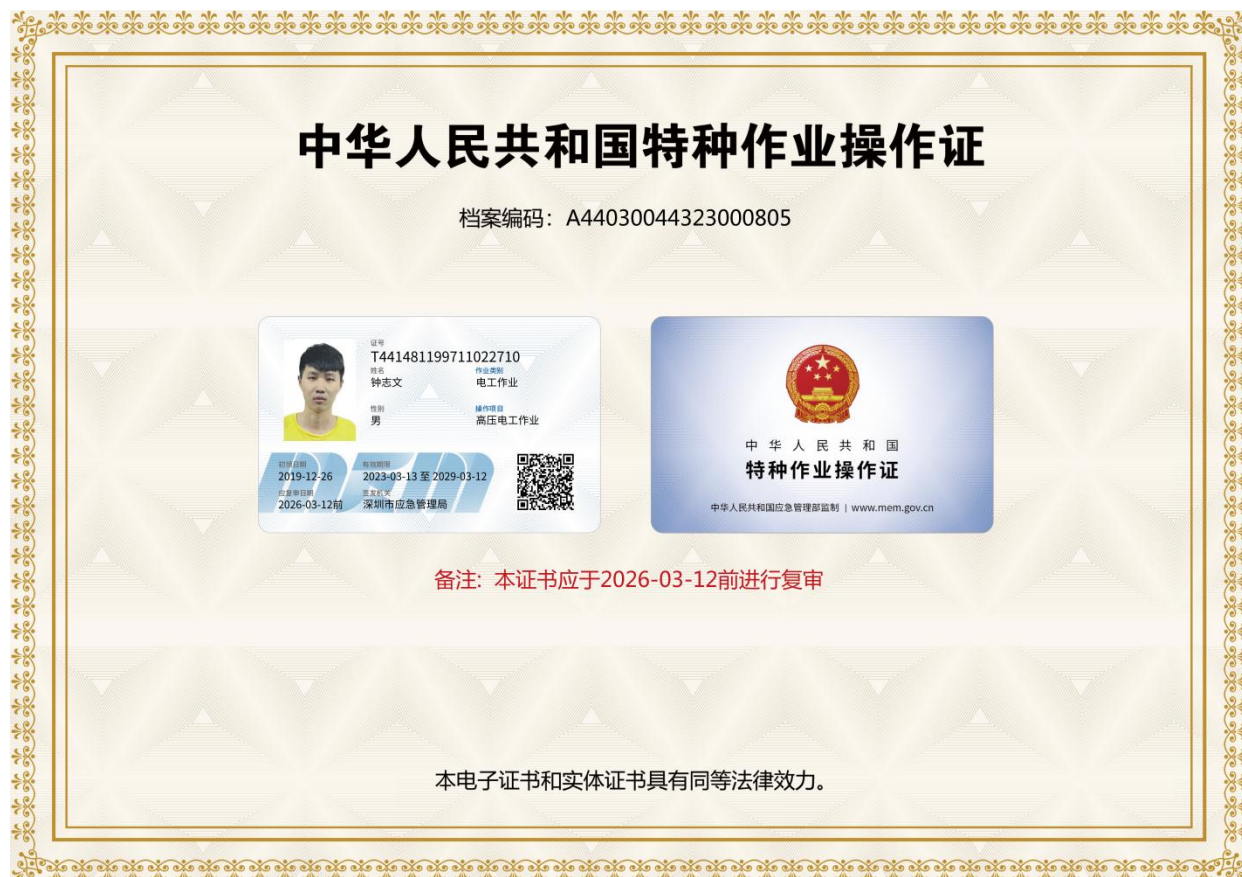 中华人民共和国特种作业操作证
档案编码：A44030044323000805
证号
T441481199711022710
姓名
钟志文
作业类别
电工作业
性别
男
操作项目
高压电工作业
初领日期
2019-12-26
有效期限
2023-03-13 至 2029-03-12
应复审日期
2026-03-12前
签发机关
深圳市应急管理局
中华人民共和国
特种作业操作证
中华人民共和国应急管理部监制 | www.mem.gov.cn
备注: 本证书应于2026-03-12前进行复审
本电子证书和实体证书具有同等法律效力。